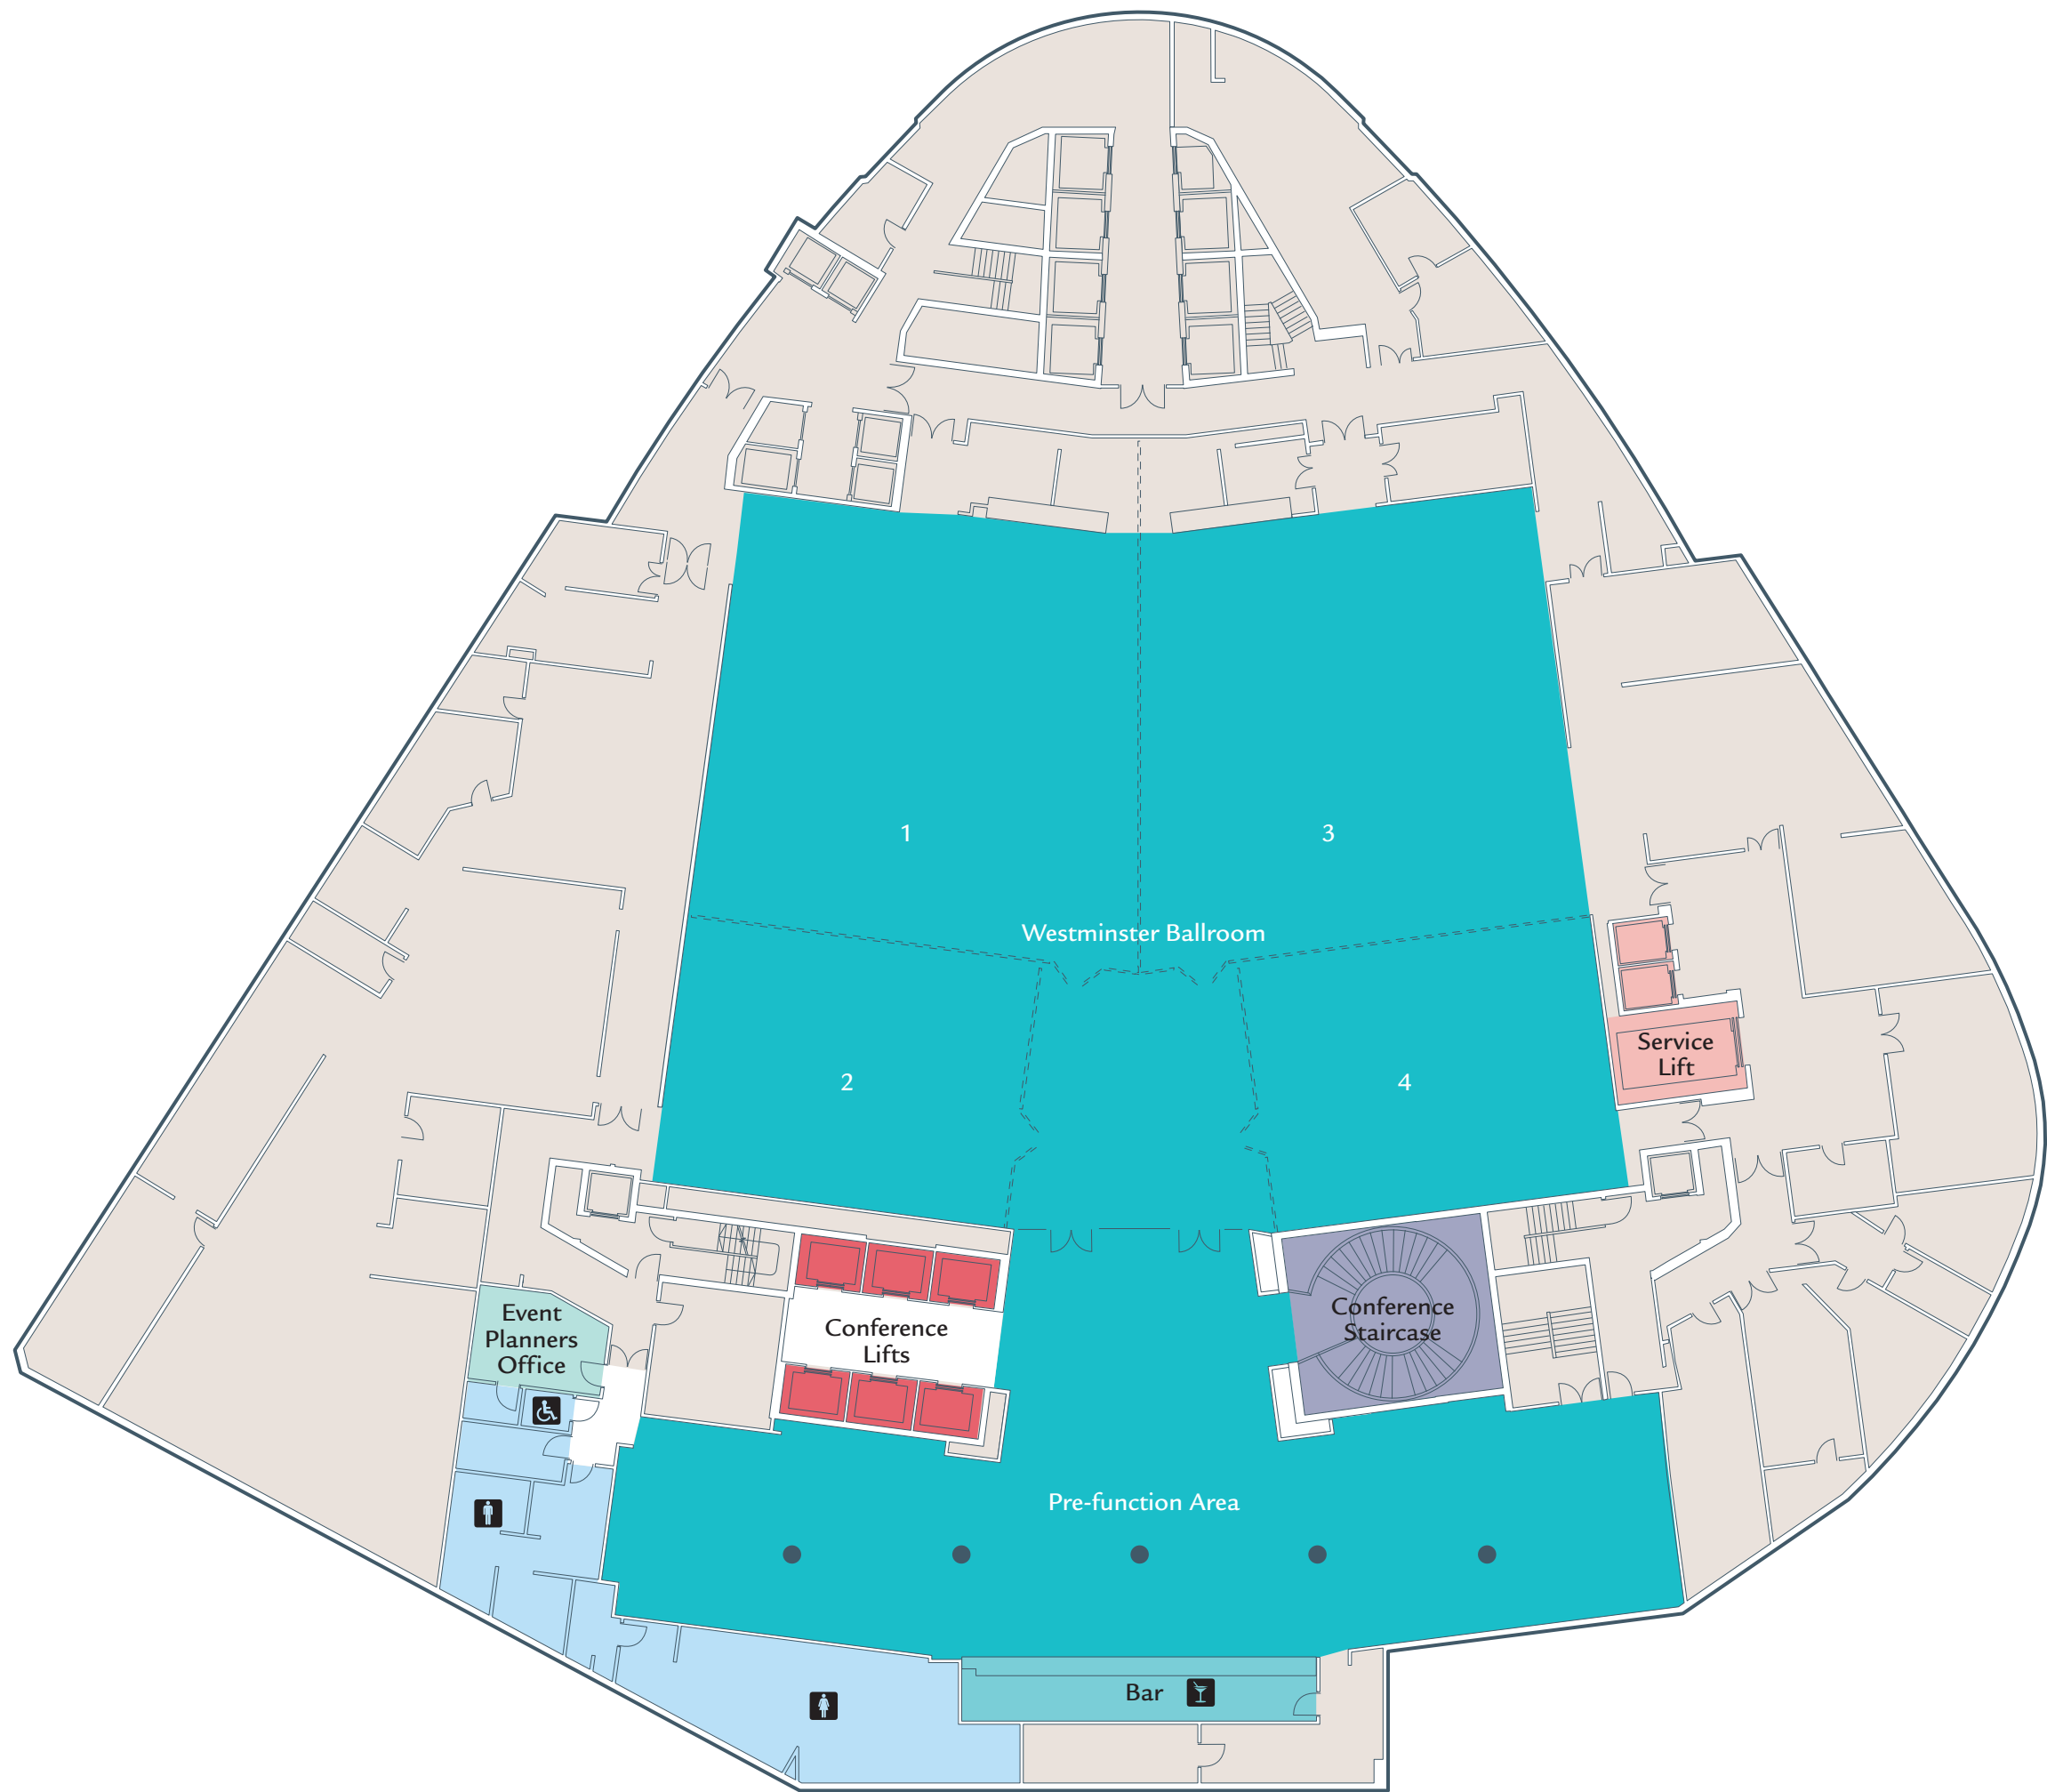 1
3
Westminster Ballroom
2
4
Service
Lift
Event
Planners
Office
Conference
Lifts
Conference
Staircase
Pre-function Area
Bar